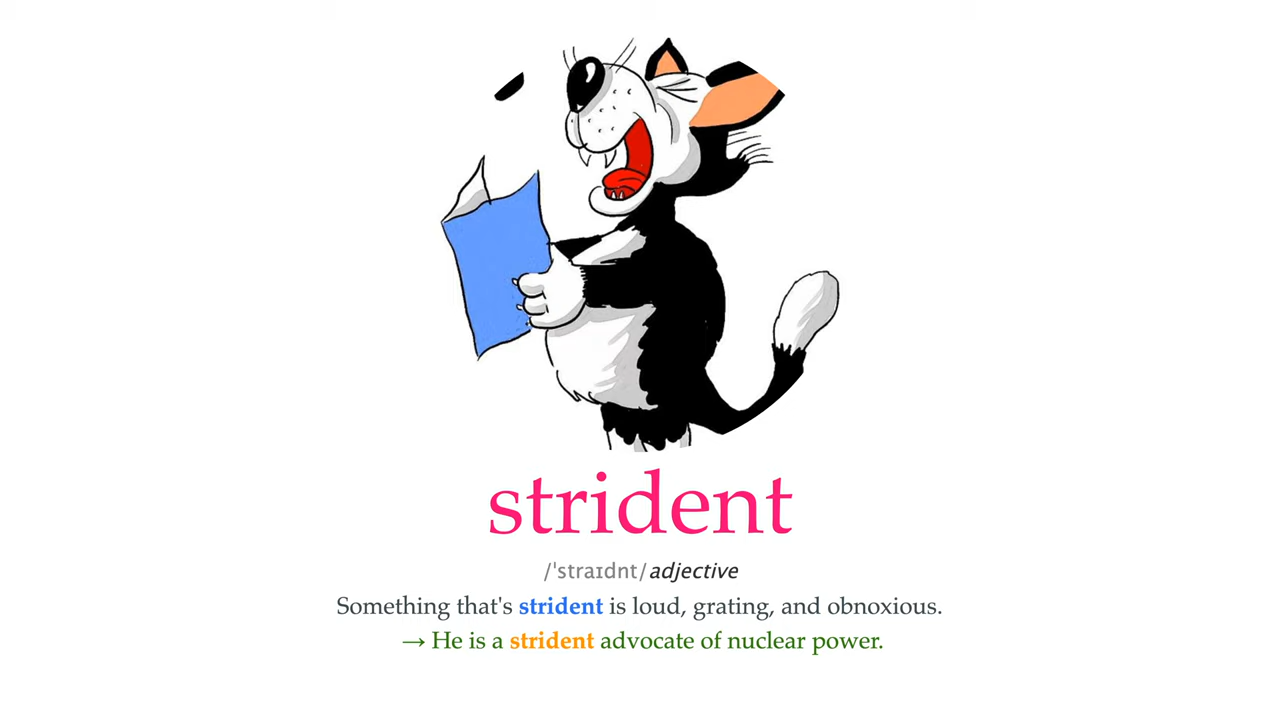 strident
/ˈstraɪdnt/adjective
Something that's strident is loud, grating, and obnoxious.
→ He is a strident advocate of nuclear power.